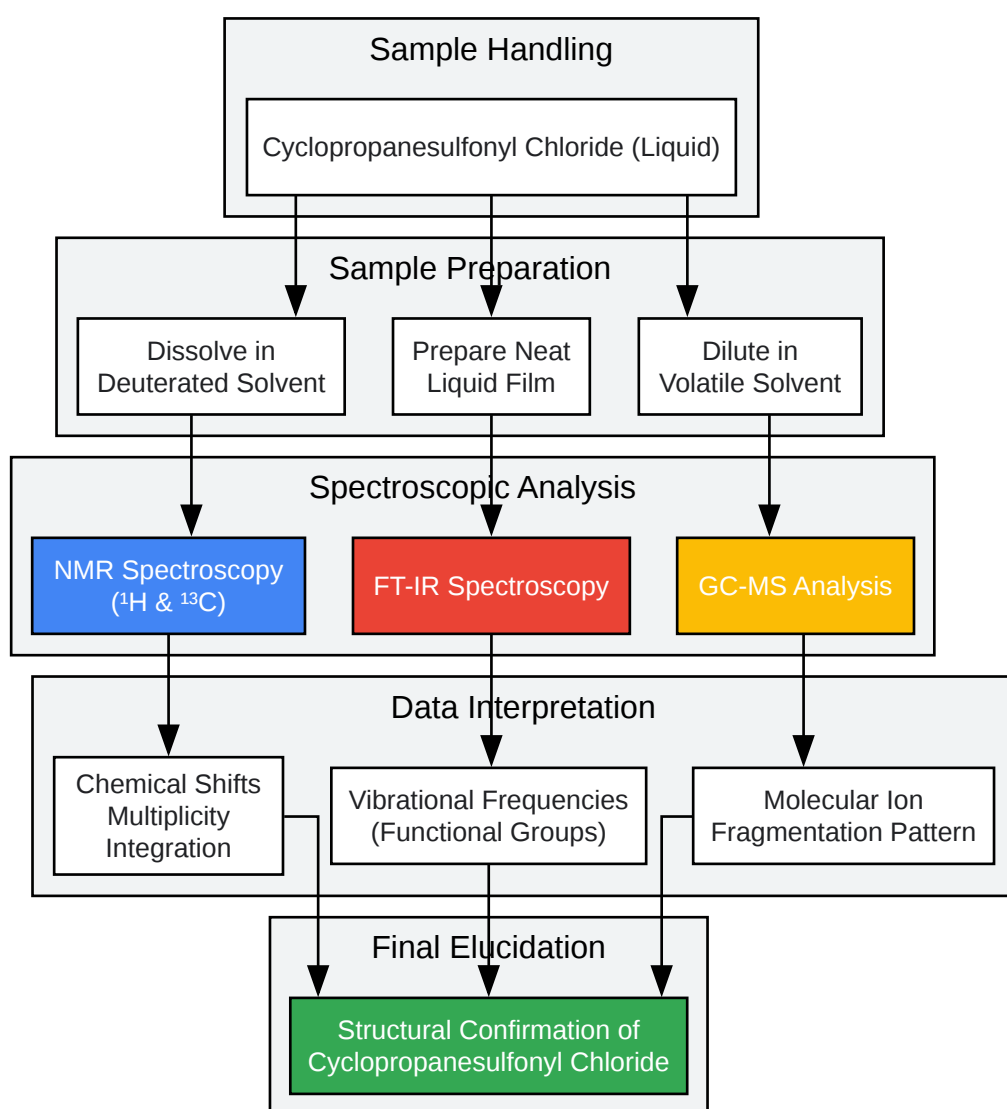 Sample Handling
Cyclopropanesulfonyl Chloride (Liquid)
Sample Preparation
Dissolve in
Deuterated Solvent
Prepare Neat
Liquid Film
Dilute in
Volatile Solvent
Spectroscopic Analysis
NMR Spectroscopy
(¹H & ¹³C)
FT-IR Spectroscopy
GC-MS Analysis
Data Interpretation
Chemical Shifts
Multiplicity
Integration
Vibrational Frequencies
(Functional Groups)
Molecular Ion
Fragmentation Pattern
Final Elucidation
Structural Confirmation of
Cyclopropanesulfonyl Chloride